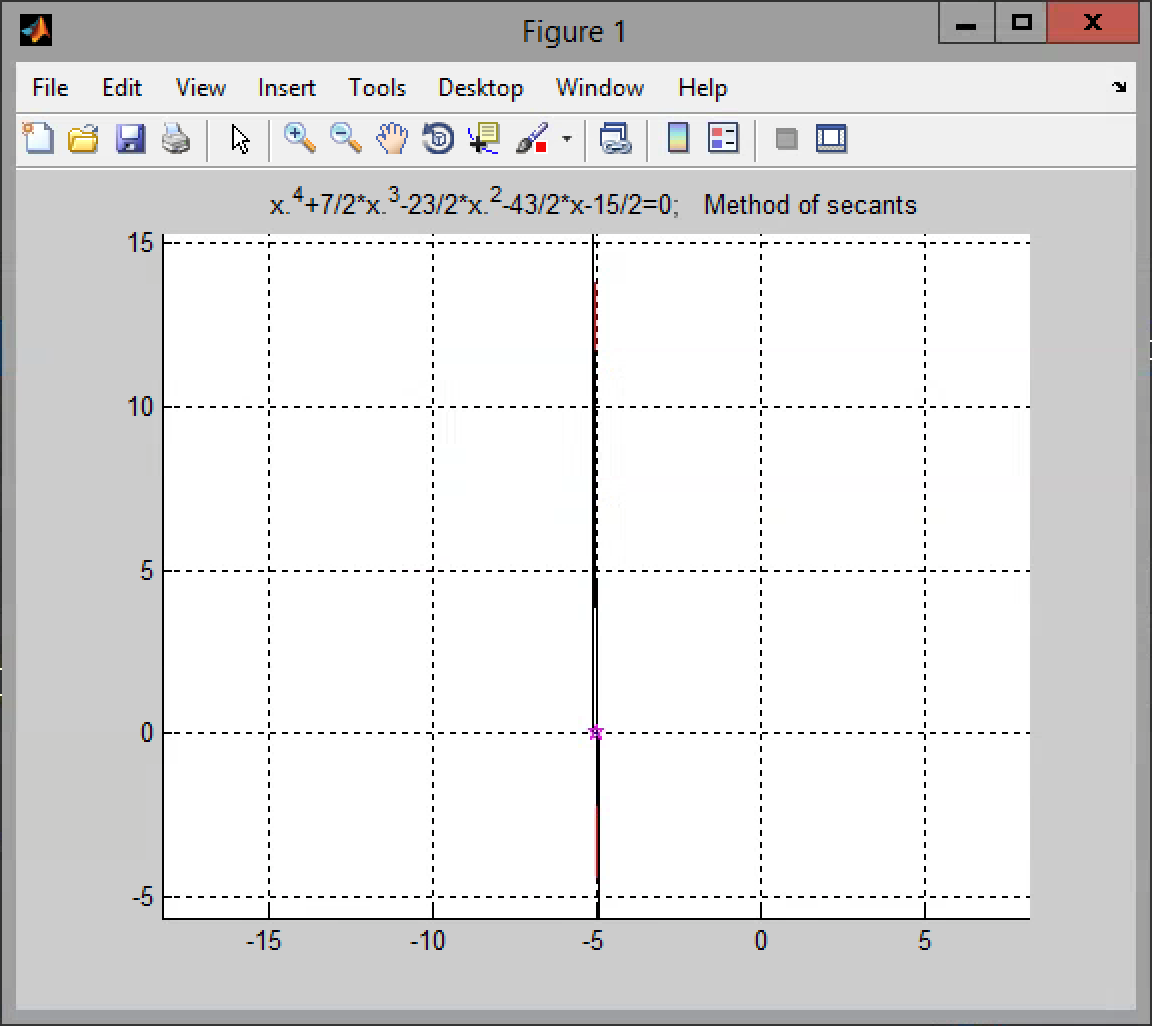 Figure 1
File Edit View Insert Tools Desktop Window Help
x.⁴+7/2*x.³-23/2*x.²-43/2*x-15/2=0; Method of secants
15
10
5
0
-5
-15 -10 -5 0 5